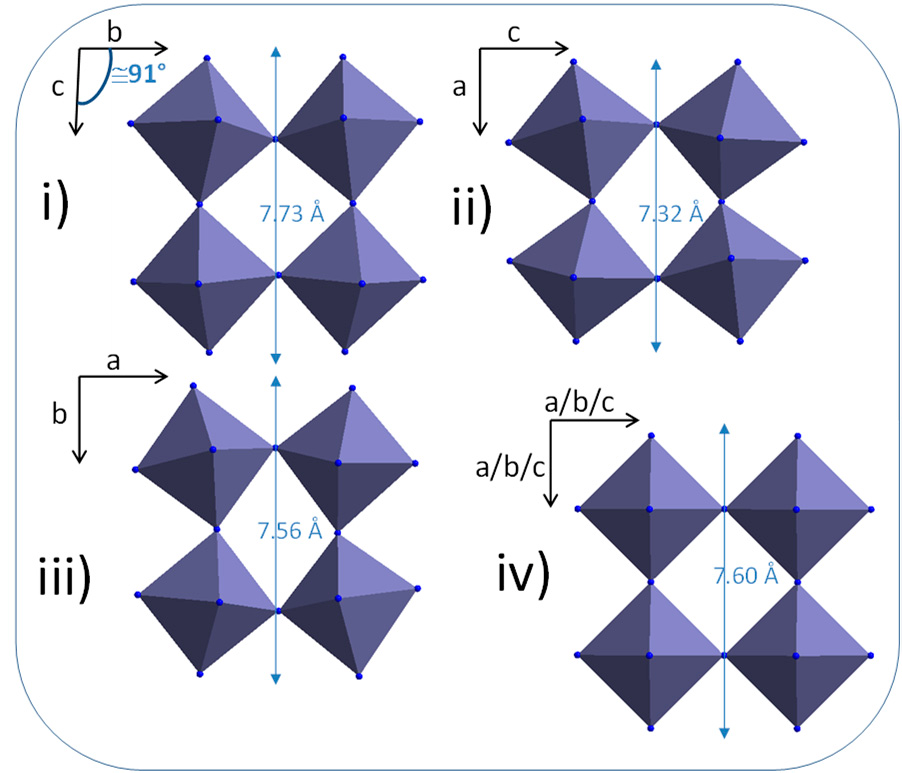 b
c
≅91°
i)
7.73 Å
c
a
ii)
7.32 Å
a
b
iii)
7.56 Å
a/b/c
a/b/c
iv)
7.60 Å